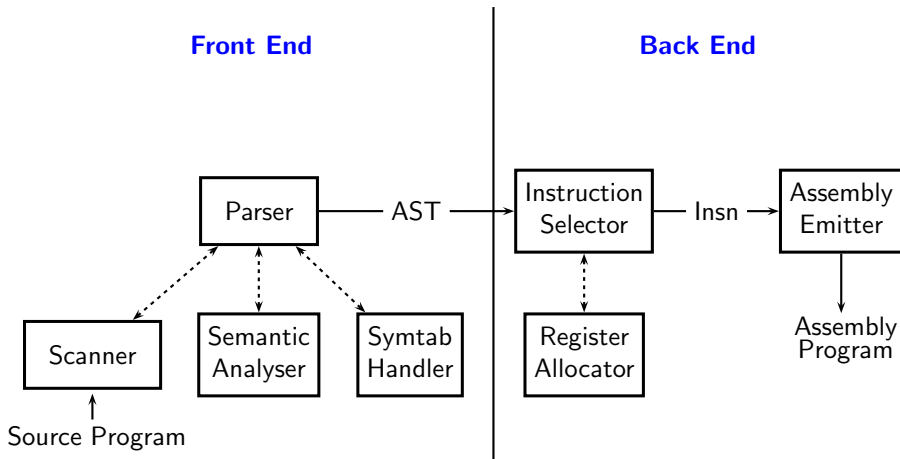 Front End
Back End
Parser
AST
Instruction
Selector
Insn
Assembly
Emitter
Scanner
Semantic
Analyser
Symtab
Handler
Register
Allocator
Assembly
Program
Source Program